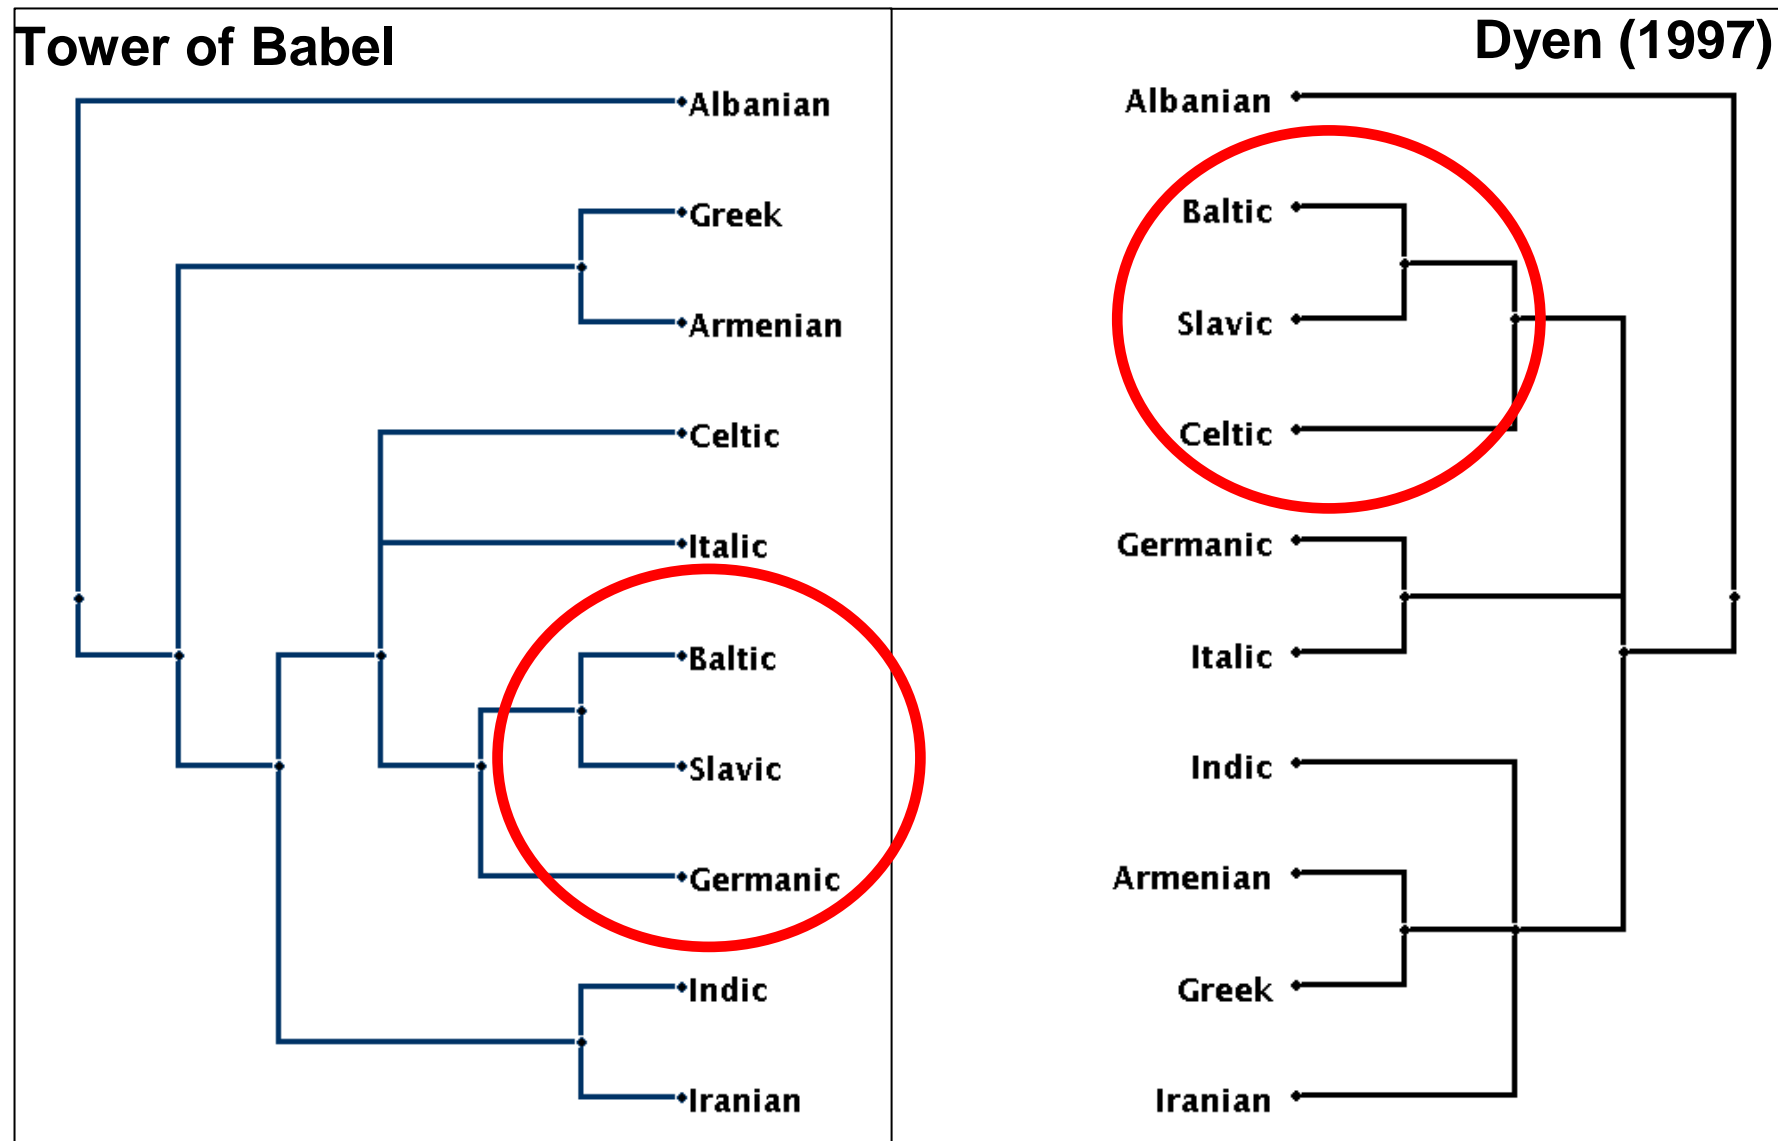 Tower of Babel
Albanian
Greek
Armenian
Celtic
Italic
Baltic
Slavic
Germanic
Indic
Iranian
Dyen (1997)
Albanian
Baltic
Slavic
Celtic
Germanic
Italic
Indic
Armenian
Greek
Iranian